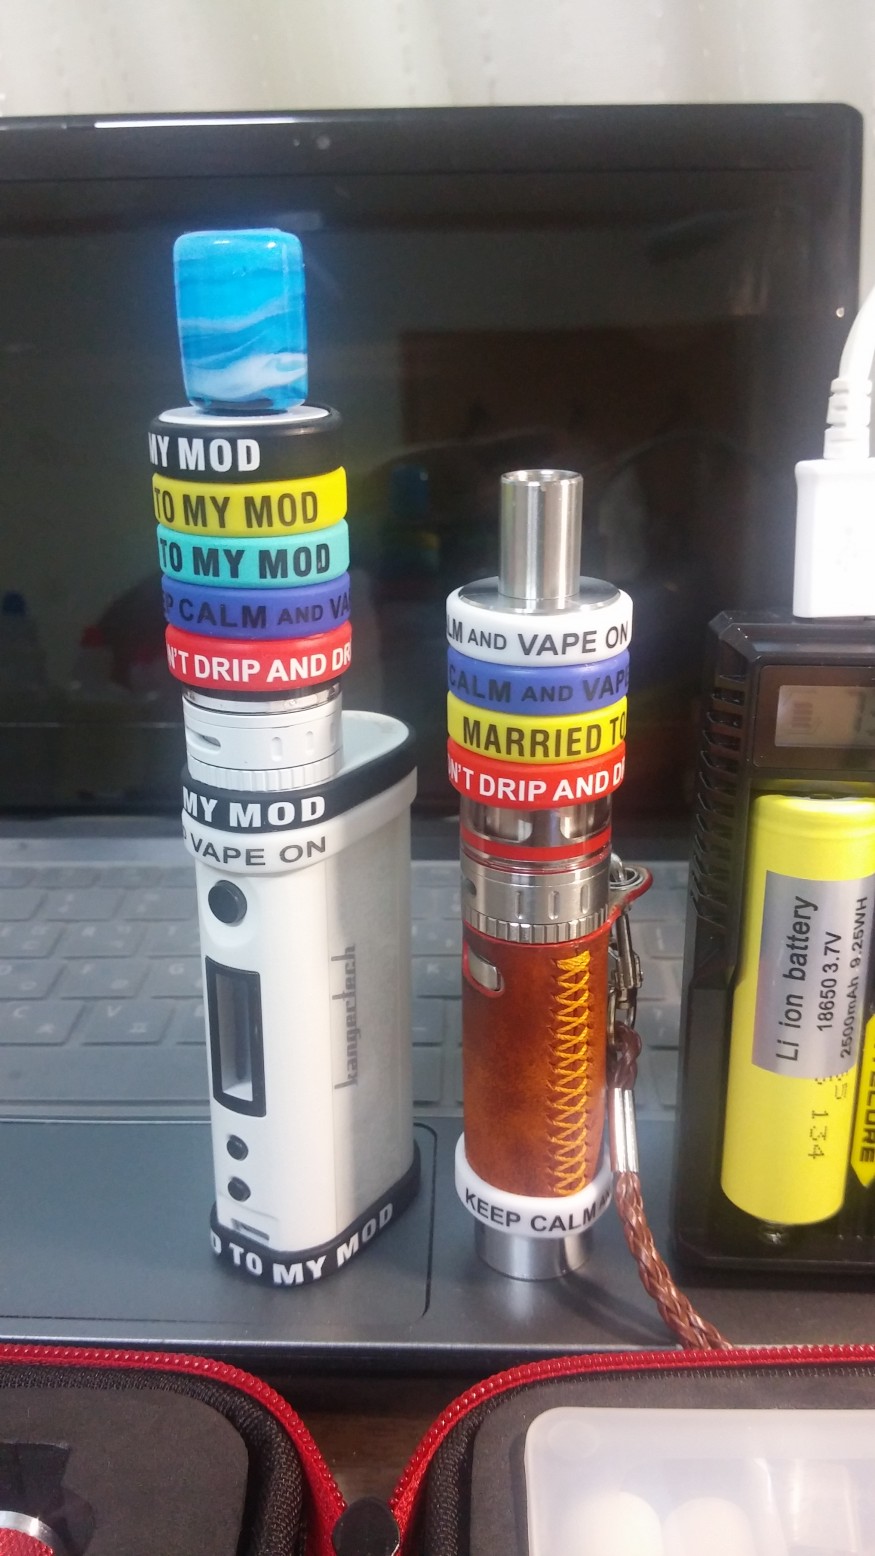 MY MOD
TO MY MOD
TO MY MOD
CALM AND VA
N'T DRIP AND DR
MY MOD
VAPE ON
kangertech
TO MY MOD
LM AND VAPE ON
CALM AND VAPE
MARRIED TO
N'T DRIP AND D
KEEP CALM
Li ion battery
18650 3.7V
2500mAh 9.25WH
134